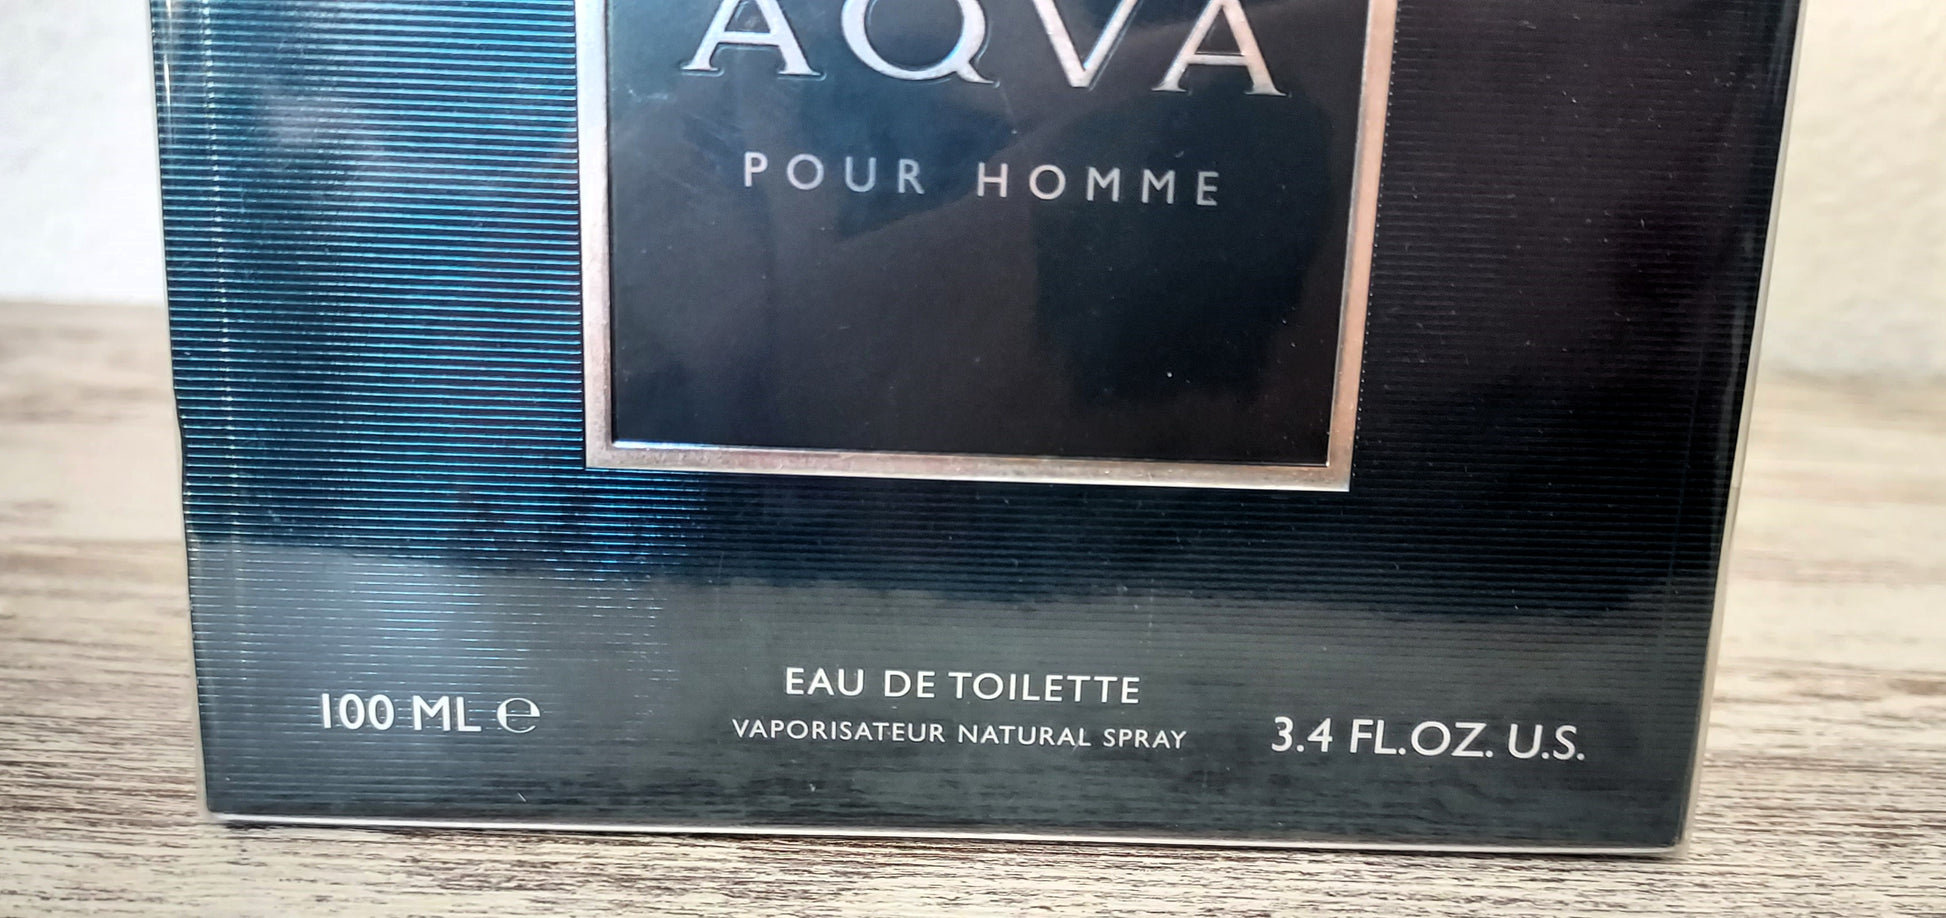 AQVA
POUR HOMME
EAU DE TOILETTE
100 ML ℮
VAPORISATEUR NATURAL SPRAY
3.4 FL.OZ. U.S.